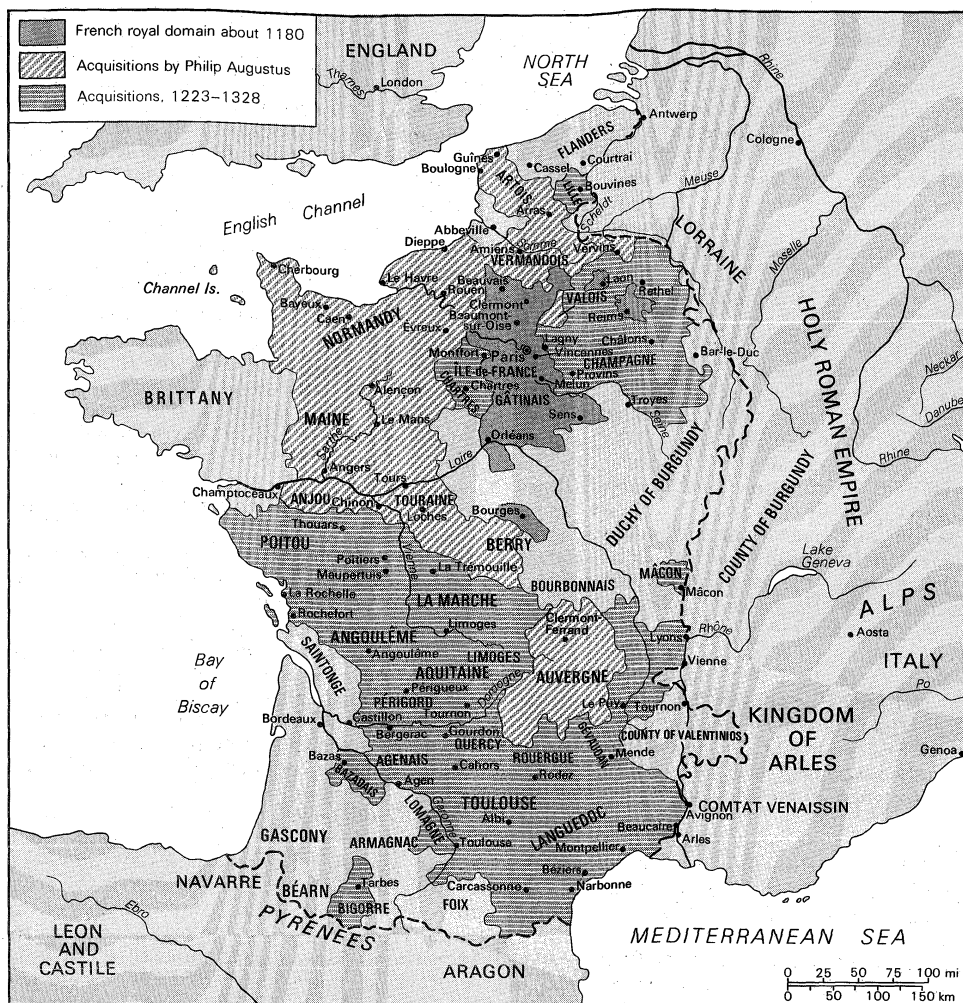 French royal domain about 1180
Acquisitions by Philip Augustus
Acquisitions, 1223–1328
ENGLAND
Thames
London
NORTH
SEA
Rhine
Antwerp
Cologne
FLANDERS
Guînes
Boulogne
Cassel
Courtrai
ARTOIS
LILLE
Bouvines
Meuse
Arras
Scheldt
English Channel
Abbeville
Dieppe
Amiens
Somme
Vervins
LORRAINE
Moselle
VERMANDOIS
Cherbourg
Channel Is.
Le Havre
Rouen
Beauvais
Laon
Rethel
Clermont
VALOIS
Bayeux
Caen
NORMANDY
Beaumont-
sur-Oise
Reims
Evreux
Lagny
Châlons
Montfort
Paris
Vincennes
CHAMPAGNE
Bar-le-Duc
ÎLE-de-FRANCE
Provins
HOLY ROMAN EMPIRE
Neckar
Alençon
CHARTRES
Chartres
Melun
GÂTINAIS
Troyes
Danube
BRITTANY
MAINE
Le Mans
Sens
Seine
Sarthe
Orléans
Rhine
Angers
Loire
Tours
Champtoceaux
ANJOU
Chinon
TOURAINE
Loches
Bourges
DUCHY OF BURGUNDY
COUNTY OF BURGUNDY
Thouars
POITOU
BERRY
Vienne
Poitiers
Maupertuis
La Trémouille
BOURBONNAIS
MÂCON
Mâcon
Lake
Geneva
La Rochelle
LA MARCHE
ALPS
Rochefort
Clermont-
Ferrand
ANGOULÊME
Limoges
Lyons
Rhône
Aosta
Angoulême
LIMOGES
Vienne
ITALY
Bay
of
Biscay
SAINTONGE
AQUITAINE
AUVERGNE
Po
Périgueux
PÉRIGORD
Dordogne
Tournon
Le Puy
Tournon
KINGDOM
OF
ARLES
Bordeaux
Castillon
Bergerac
Gourdon
QUERCY
GÉVAUDAN
COUNTY OF VALENTINIOS
Genoa
Bazas
BAZADAIS
AGENAIS
ROUERGUE
Mende
Cahors
Rodez
Agen
LOMAGNE
Garonne
TOULOUSE
Albi
LANGUEDOC
COMTAT VENAISSIN
Avignon
Beaucaire
Arles
GASCONY
ARMAGNAC
Toulouse
Montpellier
Béziers
NAVARRE
BÉARN
Tarbes
Carcassonne
Narbonne
BIGORRE
FOIX
Ebro
PYRENEES
LEON
AND
CASTILE
ARAGON
MEDITERRANEAN SEA
0 25 50 75 100 mi
0 50 100 150 km